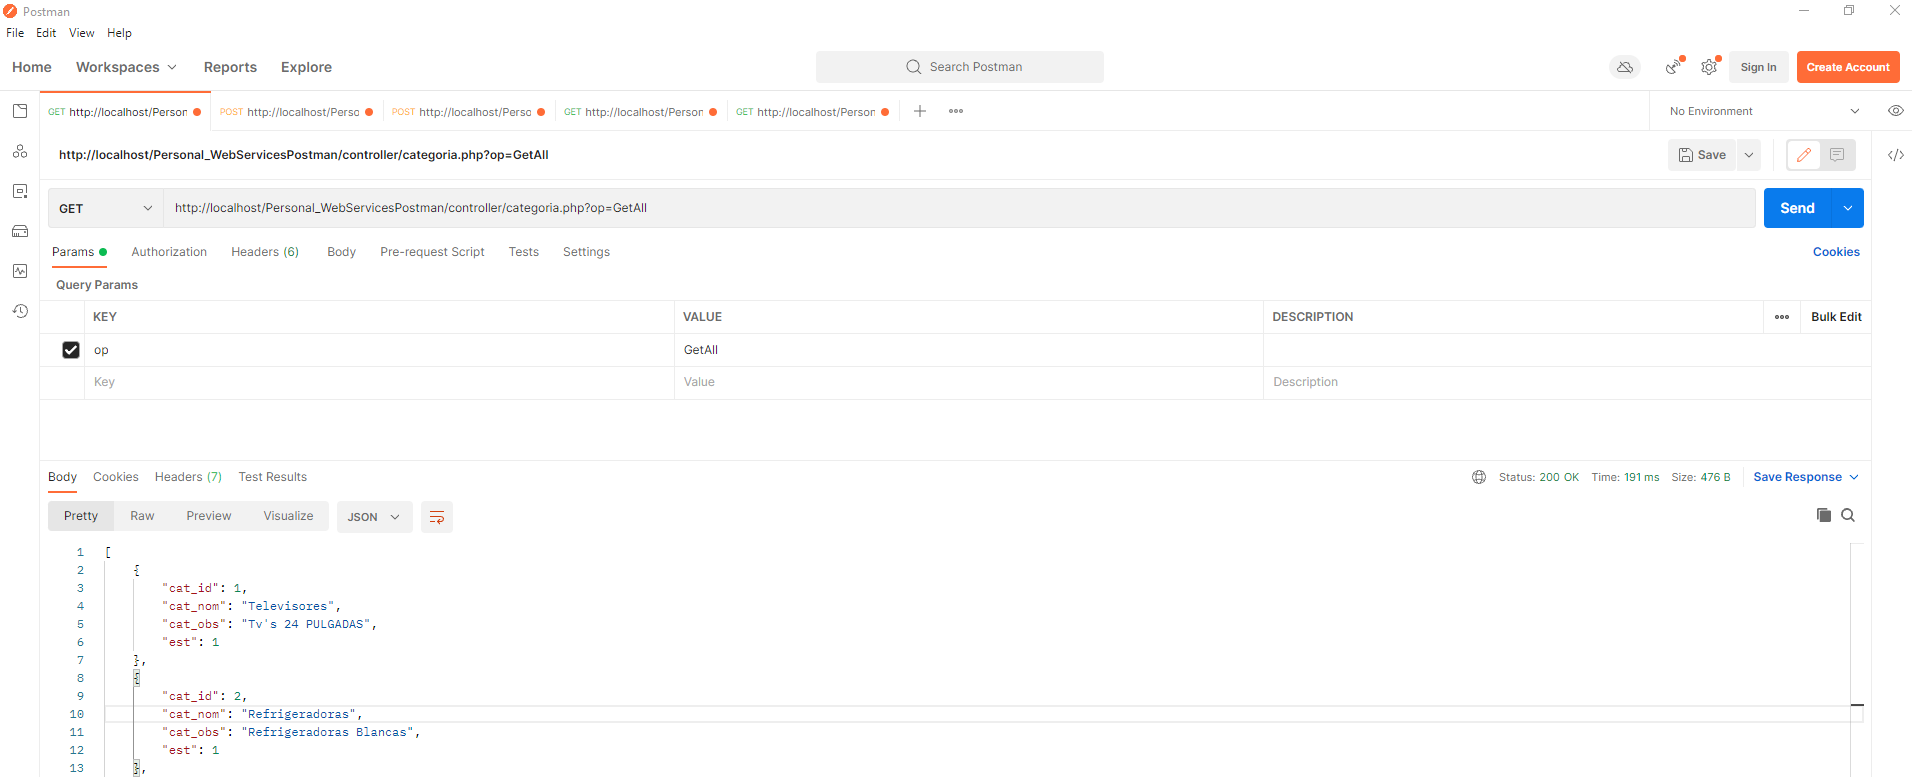 Postman
File Edit View Help
Home Workspaces Reports Explore Search Postman Sign In Create Account
GET http://localhost/Person POST http://localhost/Perso POST http://localhost/Perso GET http://localhost/Person GET http://localhost/Person No Environment
http://localhost/Personal_WebServicesPostman/controller/categoria.php?op=GetAll Save
GET http://localhost/Personal_WebServicesPostman/controller/categoria.php?op=GetAll Send
Params Authorization Headers (6) Body Pre-request Script Tests Settings Cookies
Query Params
KEY VALUE DESCRIPTION Bulk Edit
op GetAll
Key Value Description
Body Cookies Headers (7) Test Results Status: 200 OK Time: 191 ms Size: 476 B Save Response
Pretty Raw Preview Visualize JSON
1 [
2 {
3 "cat_id": 1,
4 "cat_nom": "Televisores",
5 "cat_obs": "Tv's 24 PULGADAS",
6 "est": 1
7 },
8 {
9 "cat_id": 2,
10 "cat_nom": "Refrigeradoras",
11 "cat_obs": "Refrigeradoras Blancas",
12 "est": 1
13 },